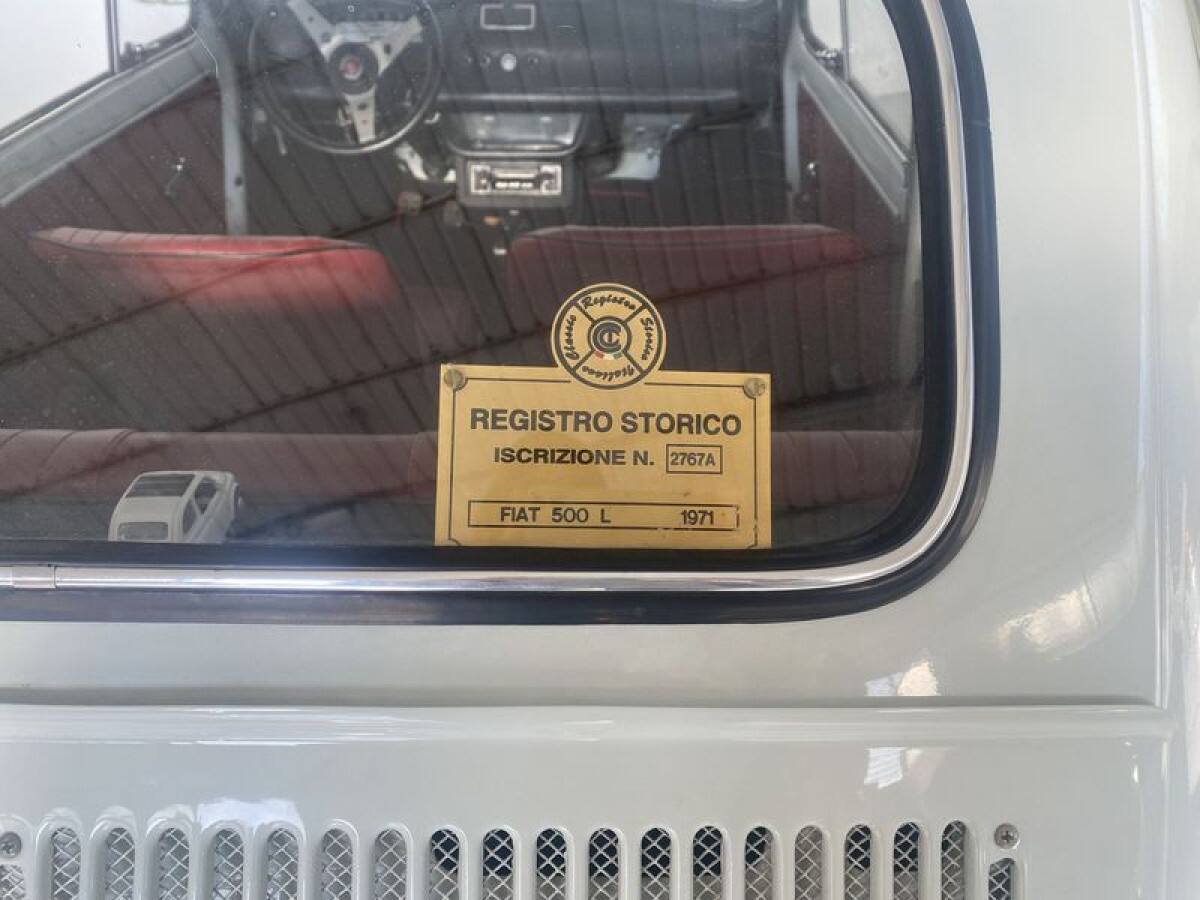 Classic Registro Storico Italiano
REGISTRO STORICO
ISCRIZIONE N. 2767A
FIAT 500 L 1971